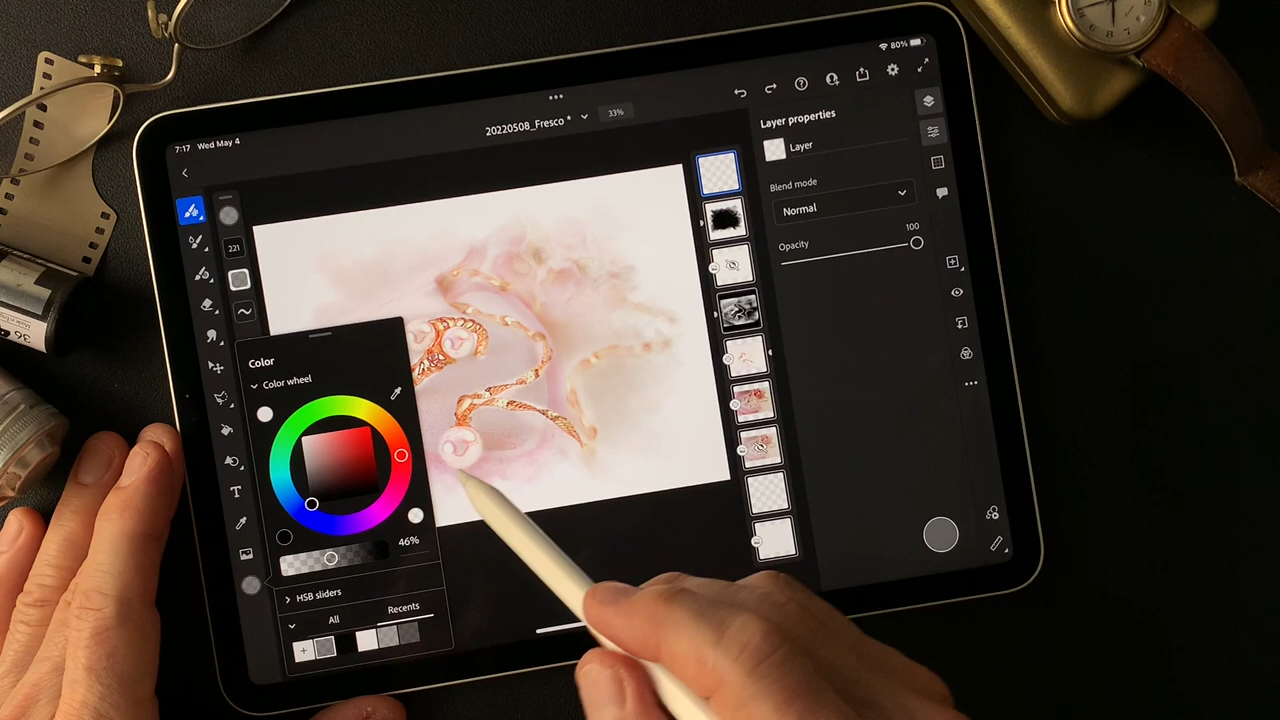 7:17 Wed May 4
80%
20220508_Fresco *
33%
Layer properties
Layer
Blend mode
Normal
Opacity
100
221
Color
Color wheel
46%
HSB sliders
All
Recents
T
36